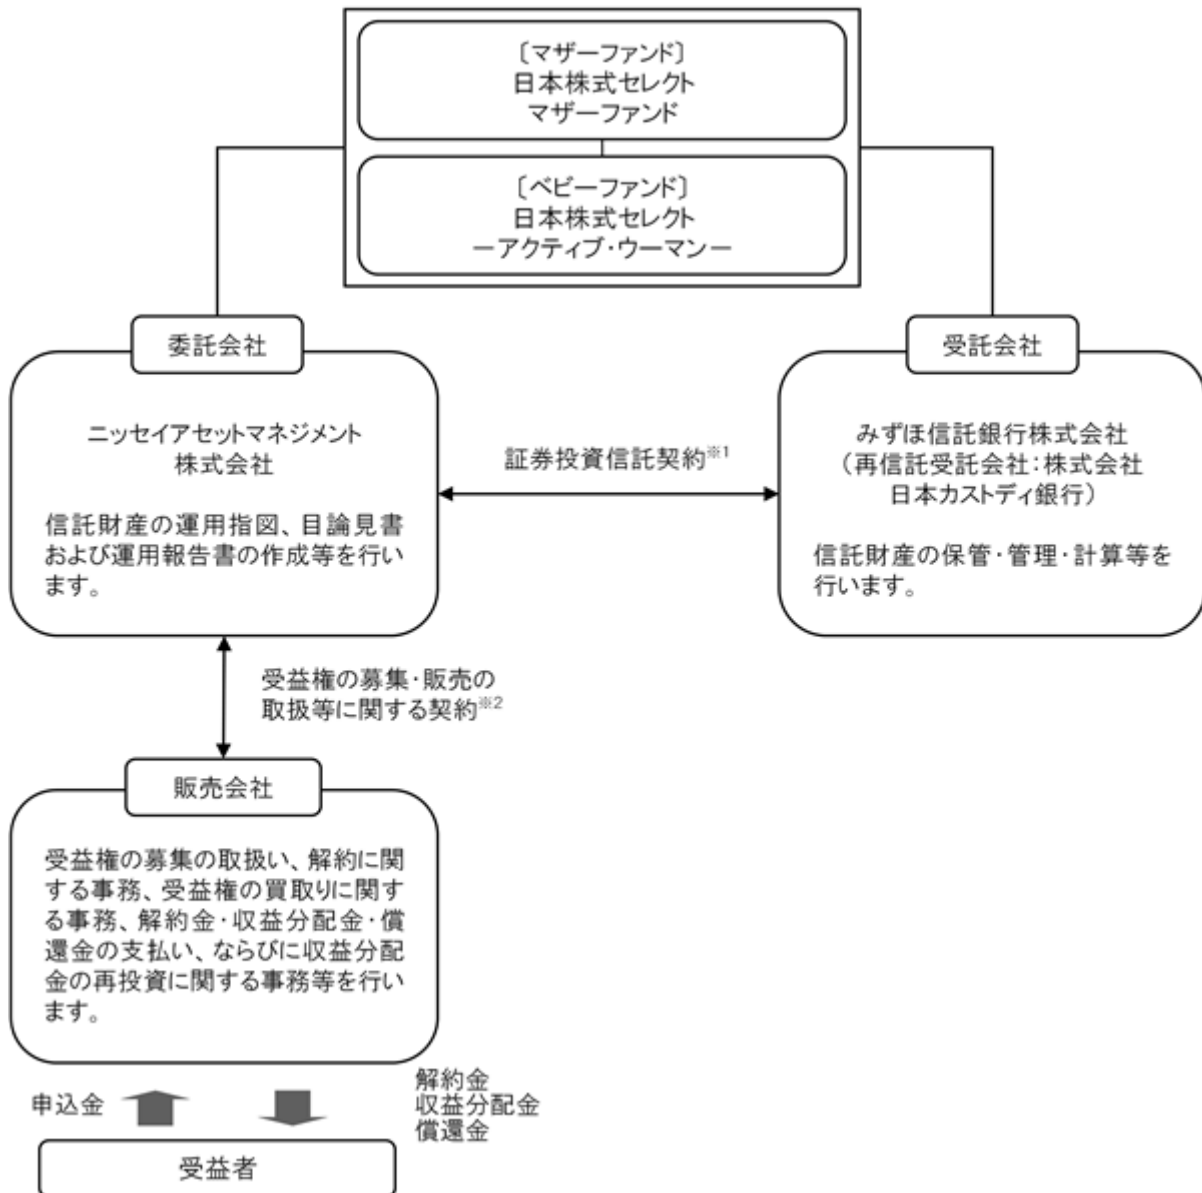 〔マザーファンド〕
日本株式セレクト
マザーファンド
〔ベビーファンド〕
日本株式セレクト
－アクティブ・ウーマン－
委託会社
受託会社
ニッセイアセットマネジメント
株式会社
信託財産の運用指図、目論見書
および運用報告書の作成等を行い
ます。
証券投資信託契約※1
みずほ信託銀行株式会社
（再信託受託会社：株式会社
日本カストディ銀行）
信託財産の保管・管理・計算等を
行います。
受益権の募集・販売の
取扱等に関する契約※2
販売会社
受益権の募集の取扱い、解約に関
する事務、受益権の買取りに関す
る事務、解約金・収益分配金・償
還金の支払い、ならびに収益分配
金の再投資に関する事務等を行い
ます。
申込金
解約金
収益分配金
償還金
受益者